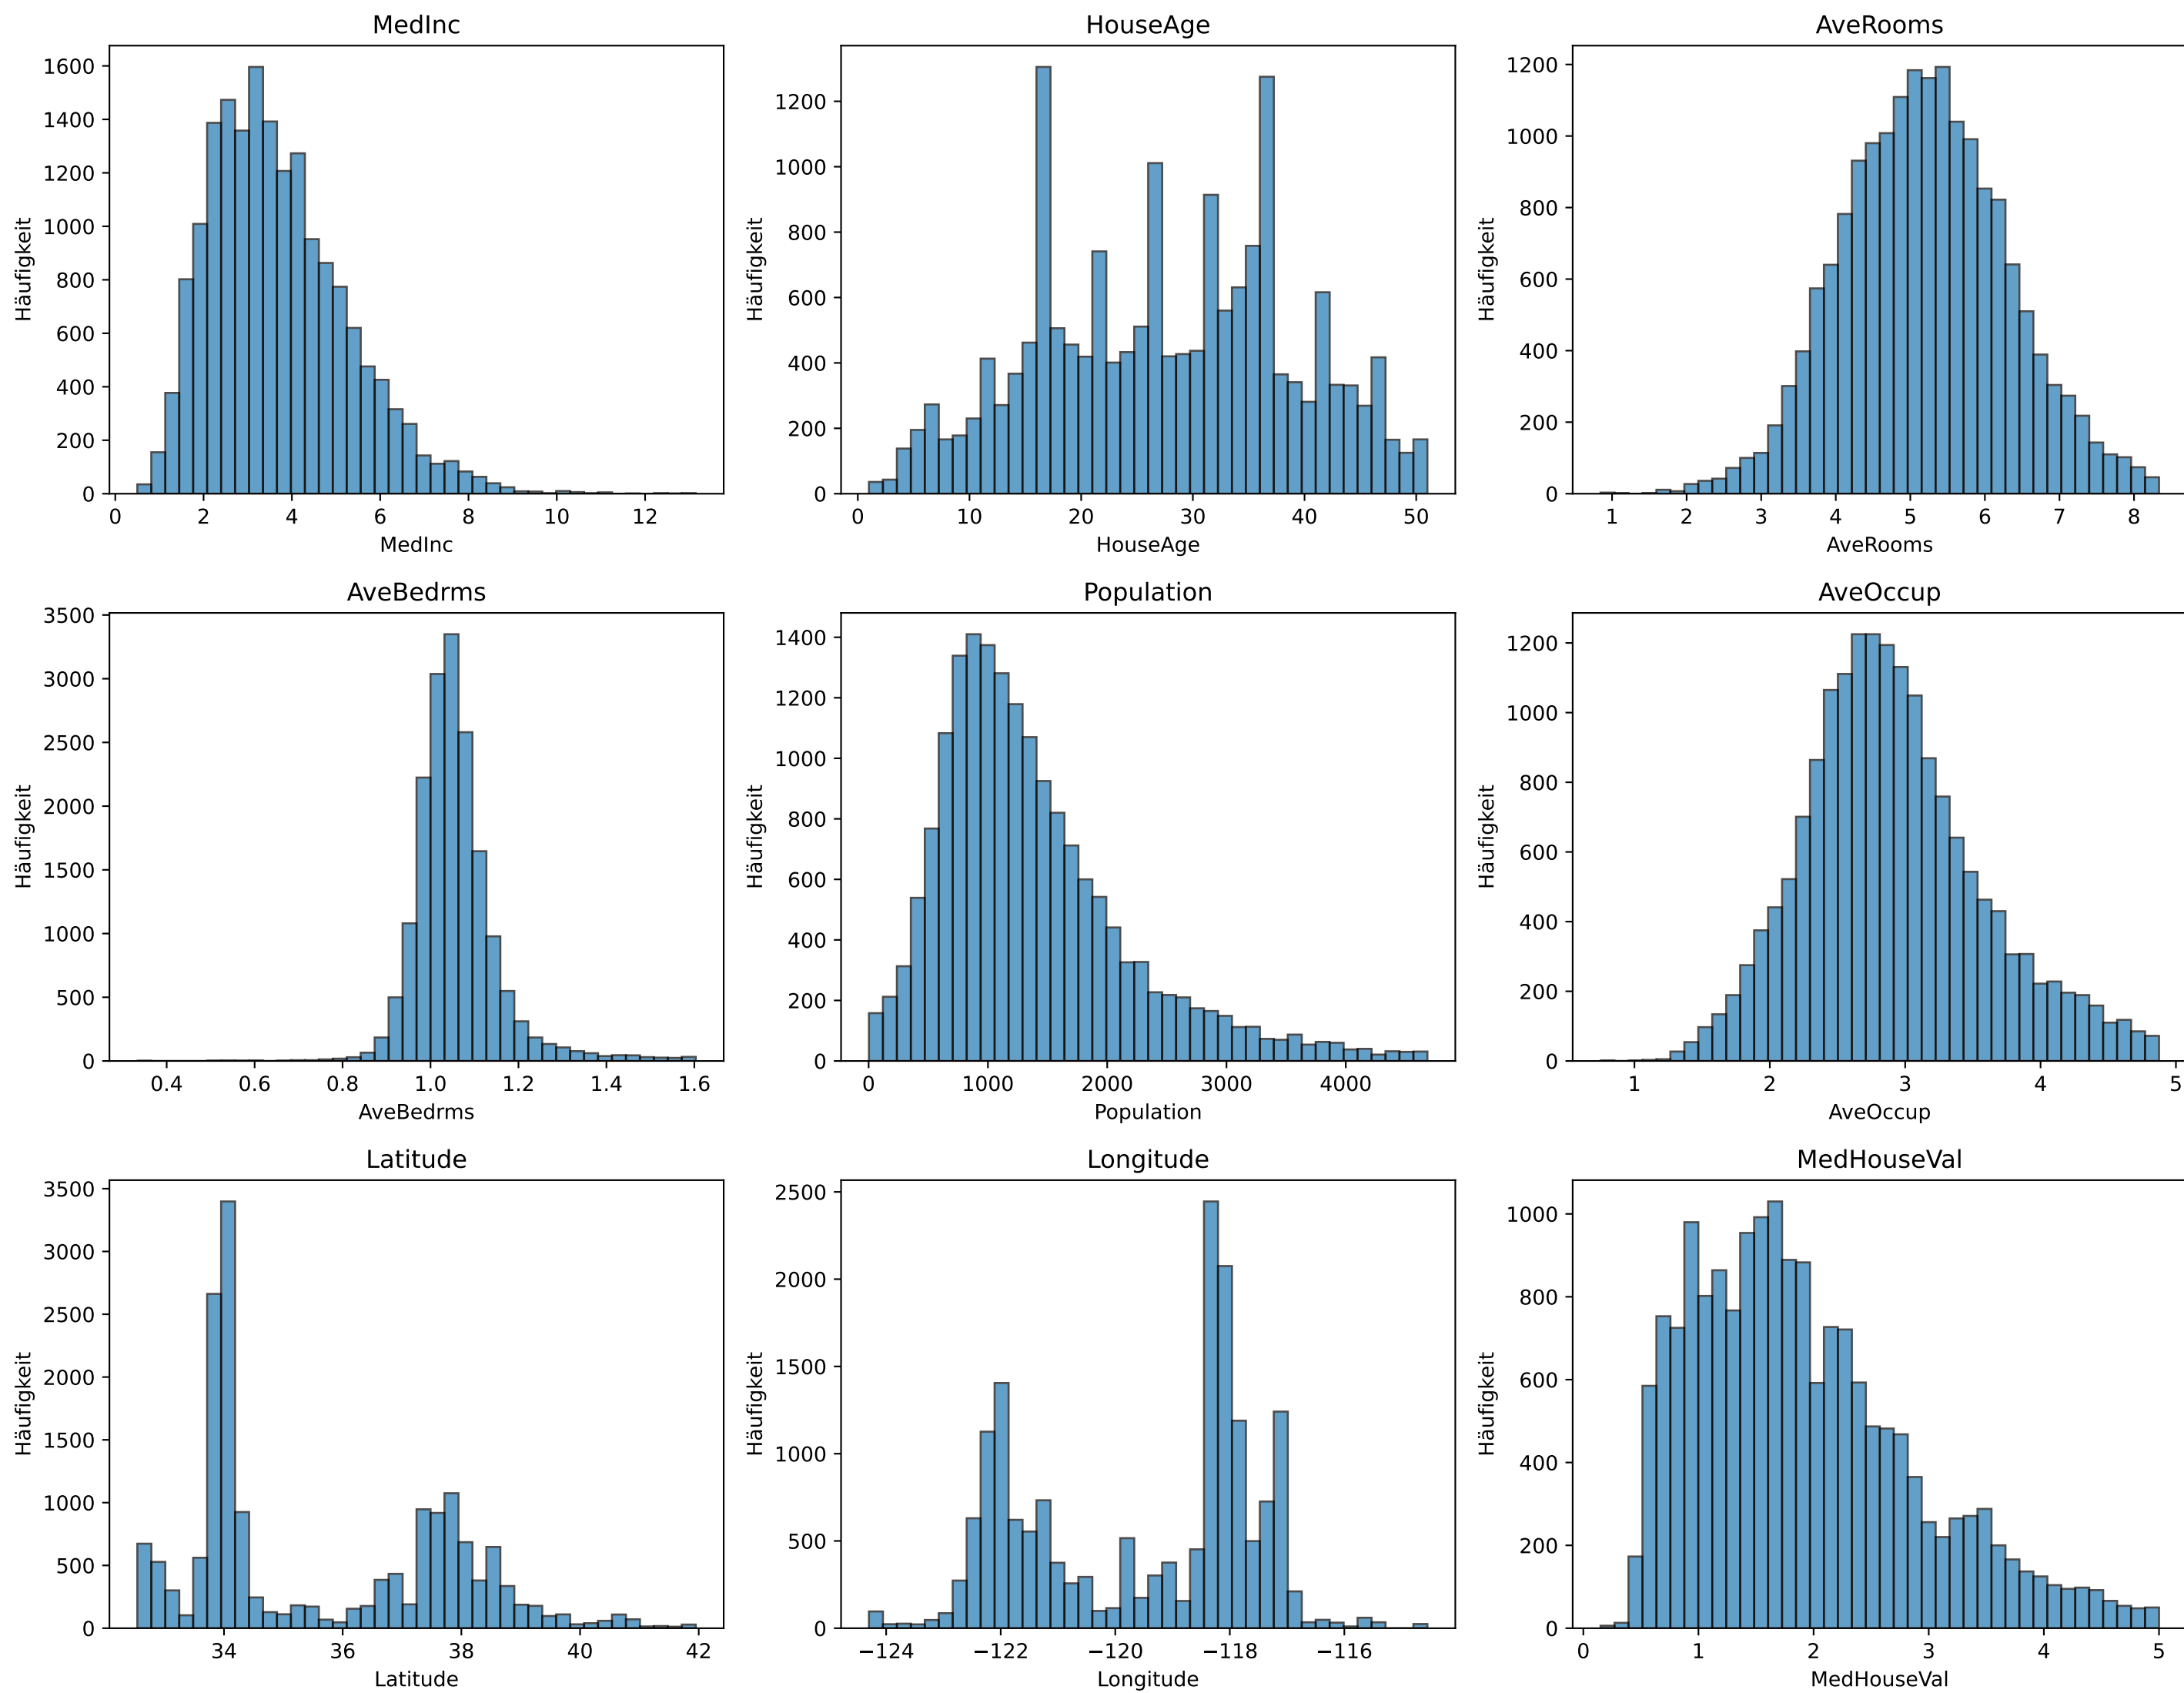 MedInc
HouseAge
AveRooms
1600
1400
1200
1000
800
600
400
200
0
Häufigkeit
0 2 4 6 8 10 12
MedInc
1200
1000
800
600
400
200
0
Häufigkeit
0 10 20 30 40 50
HouseAge
1200
1000
800
600
400
200
0
Häufigkeit
1 2 3 4 5 6 7 8
AveRooms
AveBedrms
Population
AveOccup
3500
3000
2500
2000
1500
1000
500
0
Häufigkeit
0.4 0.6 0.8 1.0 1.2 1.4 1.6
AveBedrms
1400
1200
1000
800
600
400
200
0
Häufigkeit
0 1000 2000 3000 4000
Population
1200
1000
800
600
400
200
0
Häufigkeit
1 2 3 4 5
AveOccup
Latitude
Longitude
MedHouseVal
3500
3000
2500
2000
1500
1000
500
0
Häufigkeit
34 36 38 40 42
Latitude
2500
2000
1500
1000
500
0
Häufigkeit
−124 −122 −120 −118 −116
Longitude
1000
800
600
400
200
0
Häufigkeit
0 1 2 3 4 5
MedHouseVal